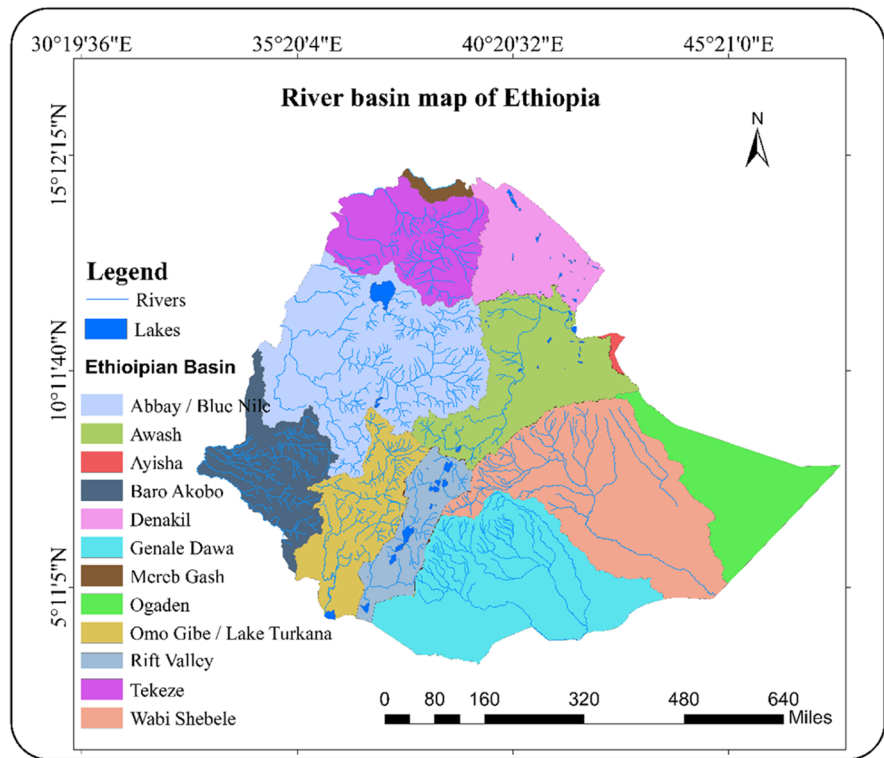 30°19'36"E 35°20'4"E 40°20'32"E 45°21'0"E
River basin map of Ethiopia
N
15°12'15"N
10°11'40"N
5°11'5"N
Legend
Rivers
Lakes
Ethioipian Basin
Abbay / Blue Nile
Awash
Ayisha
Baro Akobo
Denakil
Genale Dawa
Mereb Gash
Ogaden
Omo Gibe / Lake Turkana
Rift Valley
Tekeze
Wabi Shebele
0 80 160 320 480 640
Miles